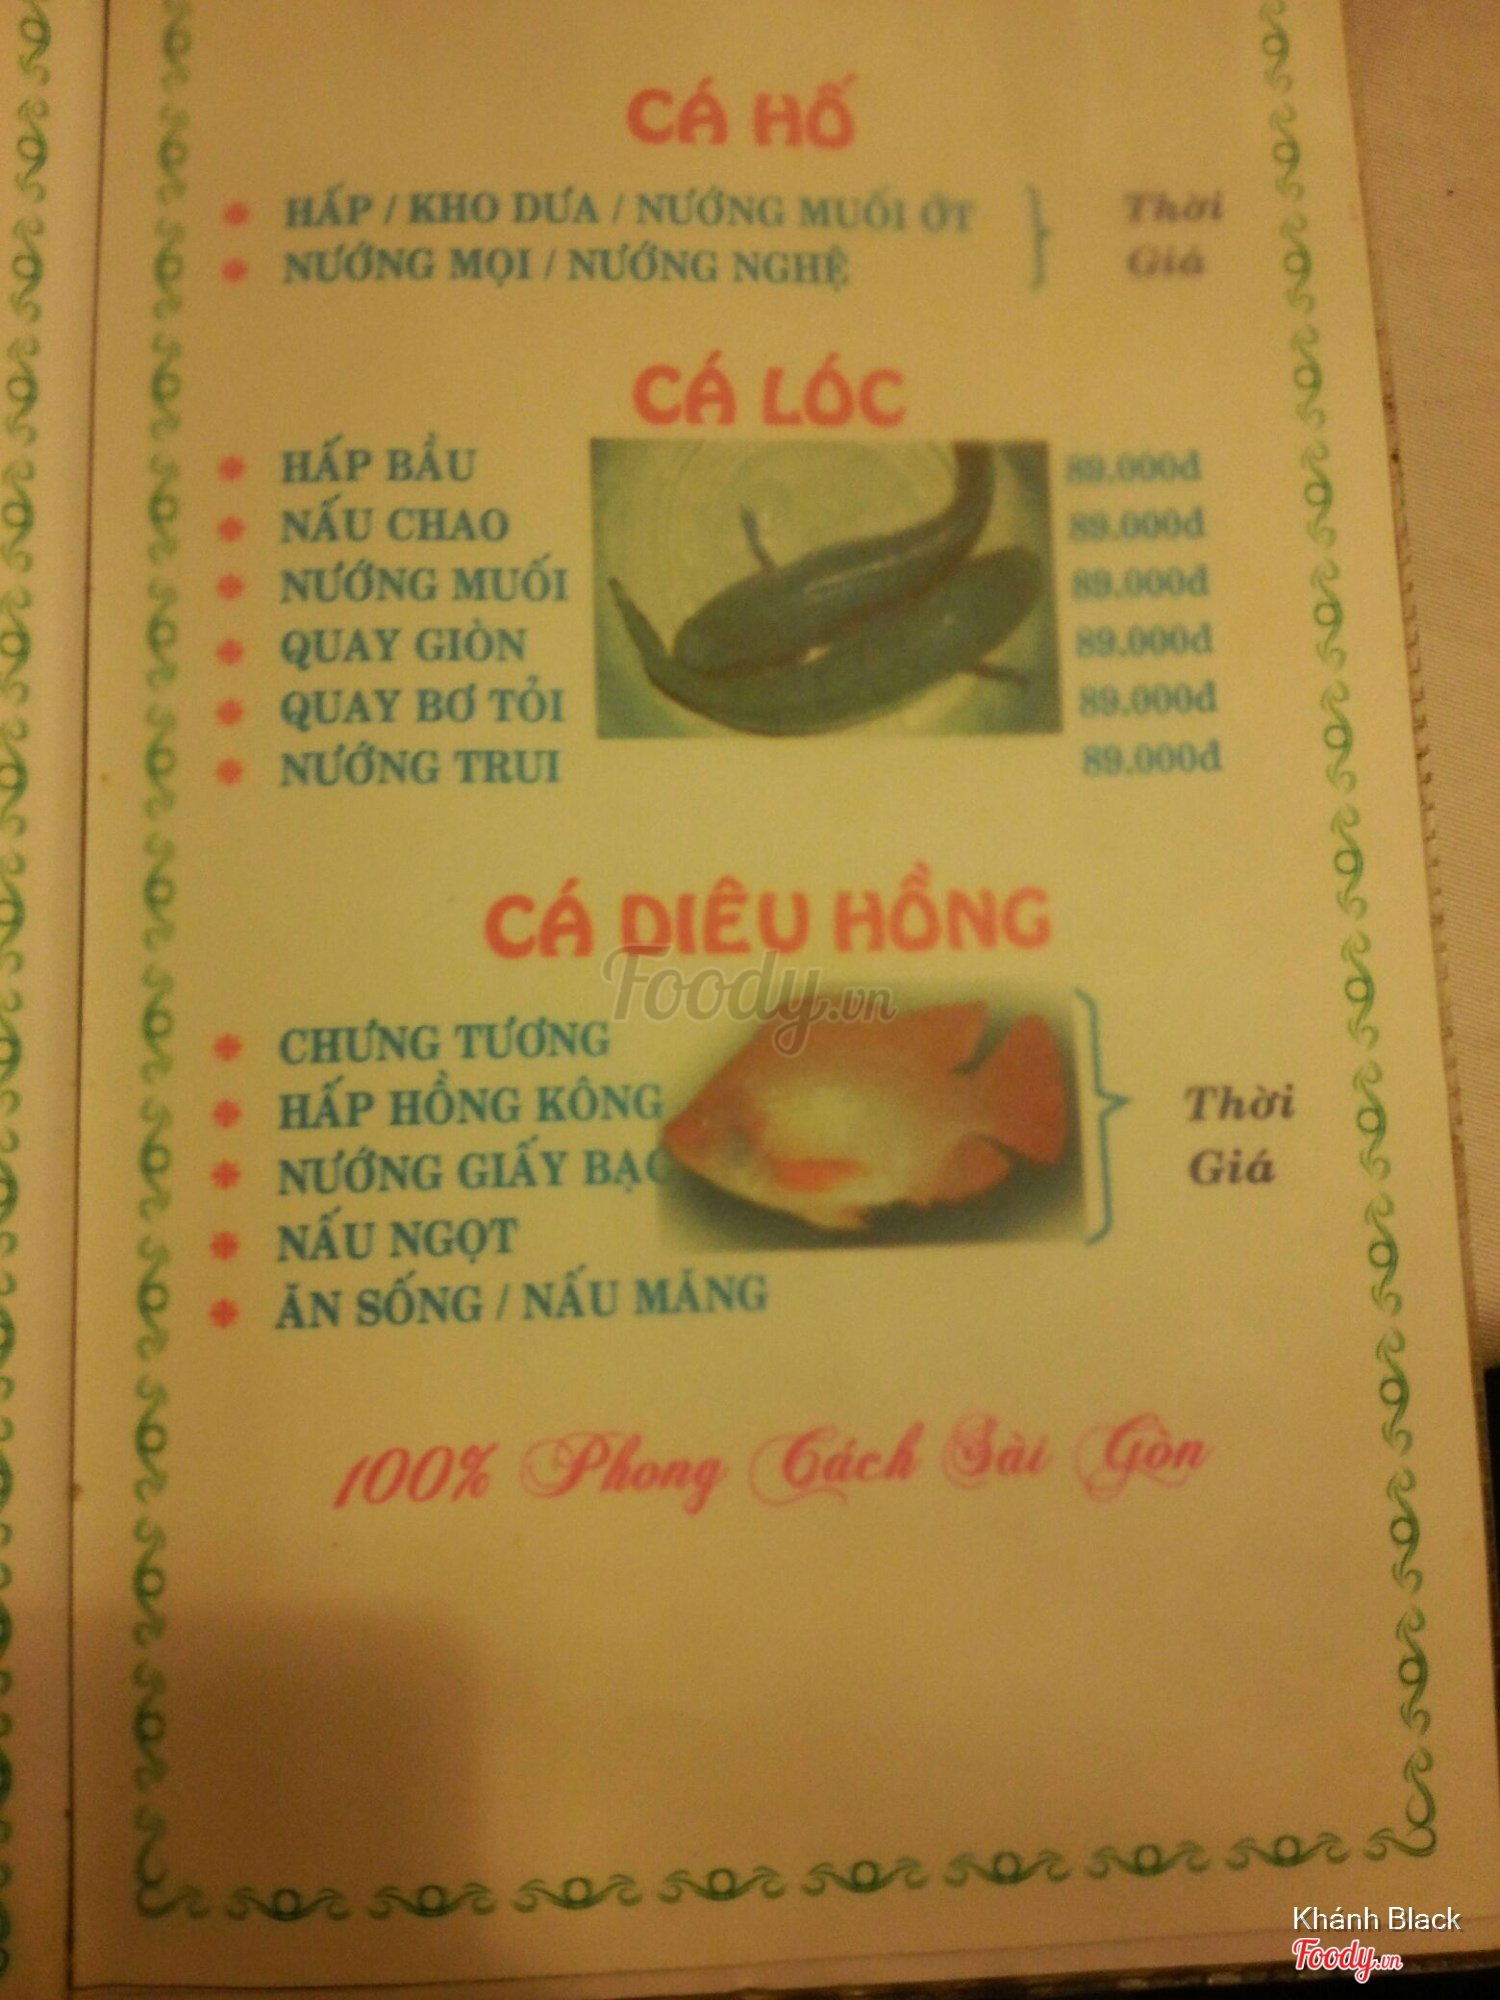 CÁ HỐ
HẤP / KHO DƯA / NƯỚNG MUỐI ỚT
NƯỚNG MỌI / NƯỚNG NGHỆ
Thời
Giá
CÁ LÓC
HẤP BẦU 89.000đ
NẤU CHAO 89.000đ
NƯỚNG MUỐI 89.000đ
QUAY GIÒN 89.000đ
QUAY BƠ TỎI 89.000đ
NƯỚNG TRUI 89.000đ
CÁ DIÊU HỒNG
Foody.vn
CHƯNG TƯƠNG
HẤP HỒNG KÔNG
NƯỚNG GIẤY BẠC
NẤU NGỌT
ĂN SỐNG / NẤU MĂNG
Thời
Giá
100% Phong Cách Sài Gòn
Khánh Black
Foody.vn